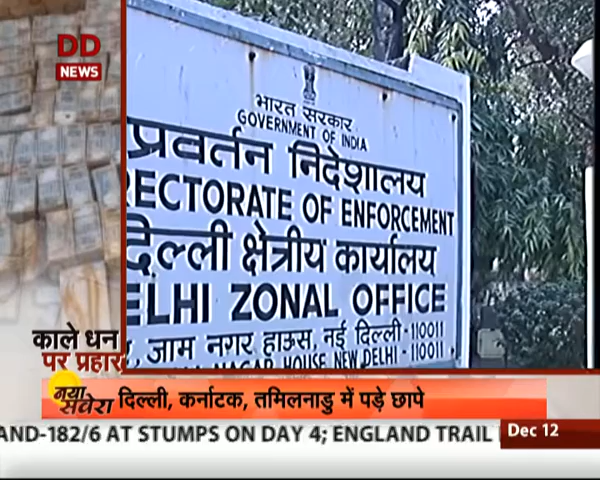 DD
NEWS
भारत सरकार
GOVERNMENT OF INDIA
प्रवर्तन निदेशालय
RECTORATE OF ENFORCEMENT
दिल्ली क्षेत्रीय कार्यालय
ELHI ZONAL OFFICE
जाम नगर हाऊस, नई दिल्ली - 110011
NAGAR HOUSE, NEW DELHI - 110011
काले धन
पर प्रहार
नया
सवेरा
दिल्ली, कर्नाटक, तमिलनाडु में पड़े छापे
AND-182/6 AT STUMPS ON DAY 4; ENGLAND TRAIL
Dec 12